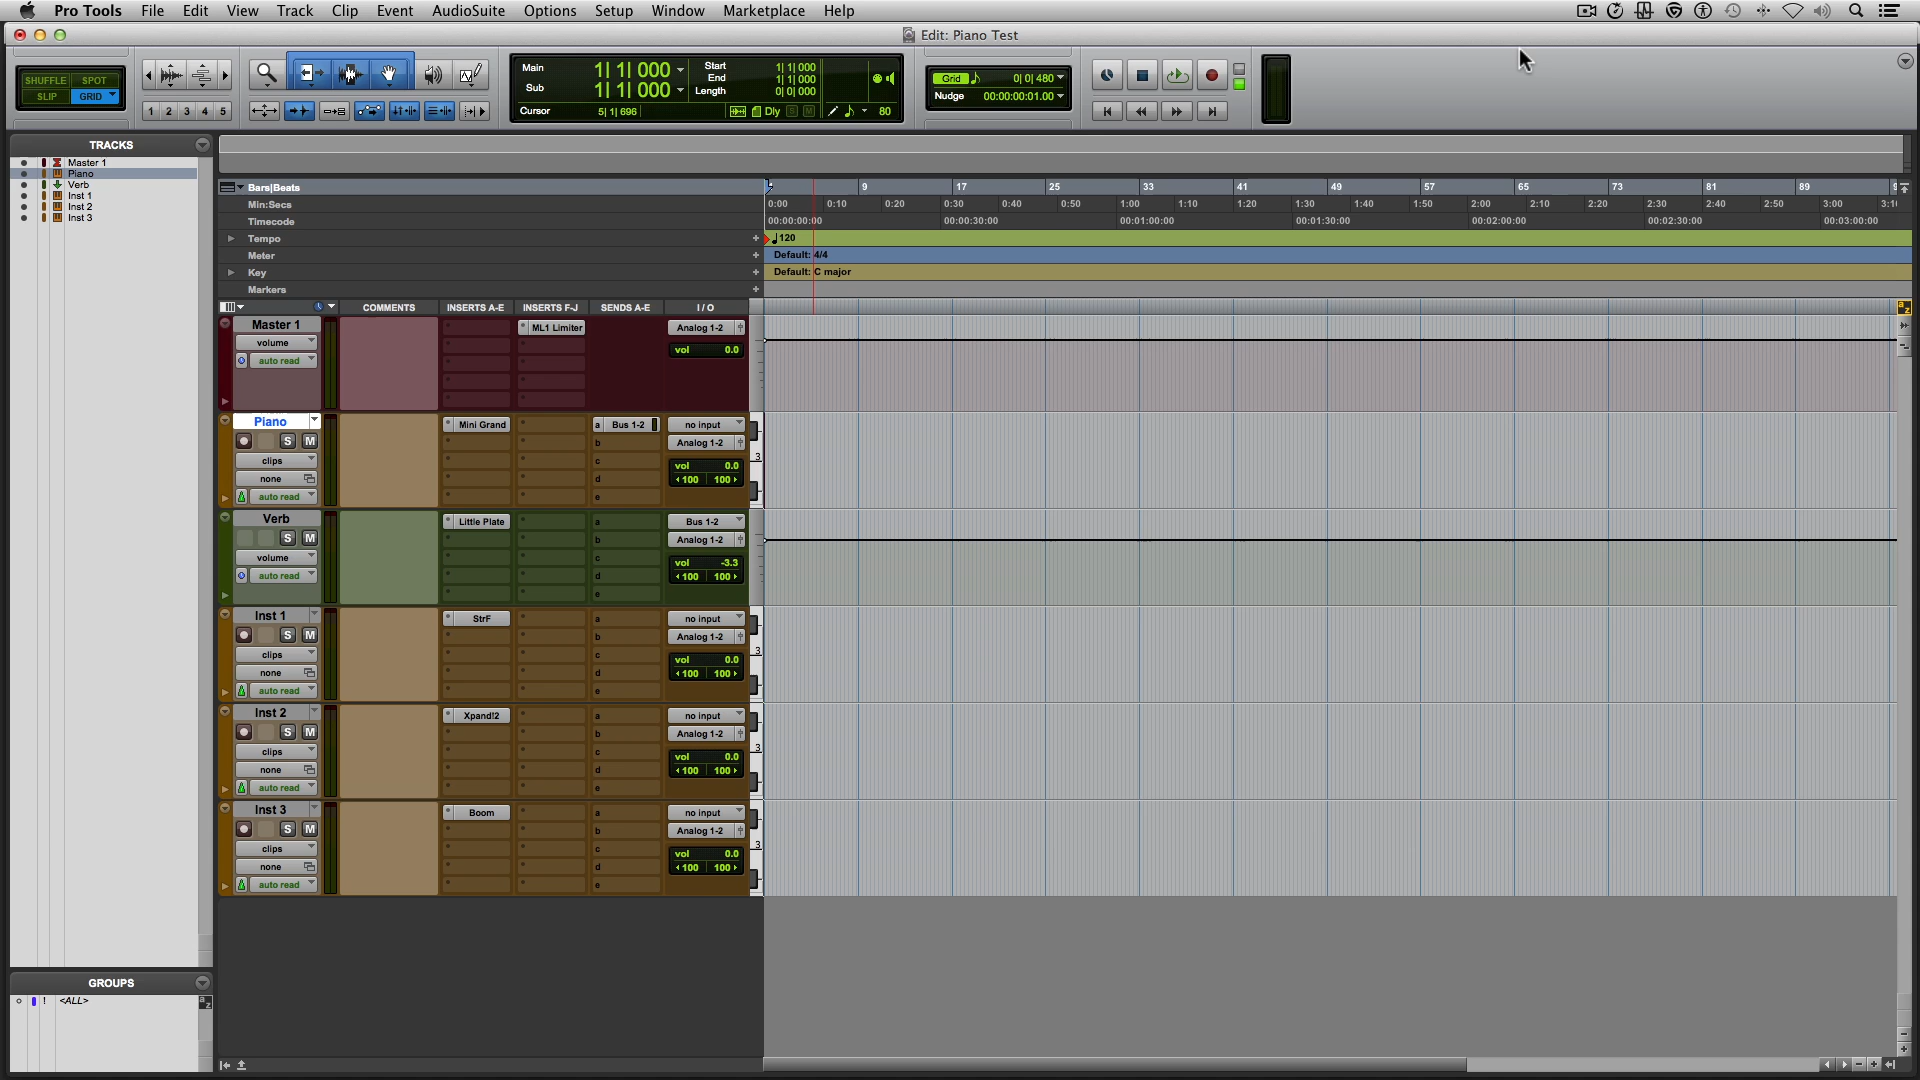 Pro Tools File Edit View Track Clip Event AudioSuite Options Setup Window Marketplace Help
Edit: Piano Test
SHUFFLE SPOT
SLIP GRID
1 2 3 4 5
Main 1| 1| 000
Sub 1| 1| 000
Start 1| 1| 000
End 1| 1| 000
Length 0| 0| 000
Cursor 5| 1| 696
Dly S M 80
Grid 0| 0| 480
Nudge 00:00:00:01.00
TRACKS
Master 1
Piano
Verb
Inst 1
Inst 2
Inst 3
GROUPS
! <ALL>
a z
Bars|Beats 9 17 25 33 41 49 57 65 73 81 89
Min:Secs 0:00 0:10 0:20 0:30 0:40 0:50 1:00 1:10 1:20 1:30 1:40 1:50 2:00 2:10 2:20 2:30 2:40 2:50 3:00
Timecode 00:00:00:00 00:00:30:00 00:01:00:00 00:01:30:00 00:02:00:00 00:02:30:00 00:03:00:00
Tempo + 120
Meter + Default: 4/4
Key + Default: C major
Markers +
COMMENTS INSERTS A-E INSERTS F-J SENDS A-E I / O
a z
Master 1 ML1 Limiter Analog 1-2
volume
auto read vol 0.0
Piano Mini Grand a Bus 1-2 no input
S M b Analog 1-2
clips c vol 0.0
none d 100 100
auto read e
3
Verb Little Plate a Bus 1-2
S M b Analog 1-2
volume c vol -3.3
auto read d 100 100
e
Inst 1 StrF a no input
S M b Analog 1-2
clips c vol 0.0
none d 100 100
auto read e
3
Inst 2 Xpand!2 a no input
S M b Analog 1-2
clips c vol 0.0
none d 100 100
auto read e
3
Inst 3 Boom a no input
S M b Analog 1-2
clips c vol 0.0
none d 100 100
auto read e
3